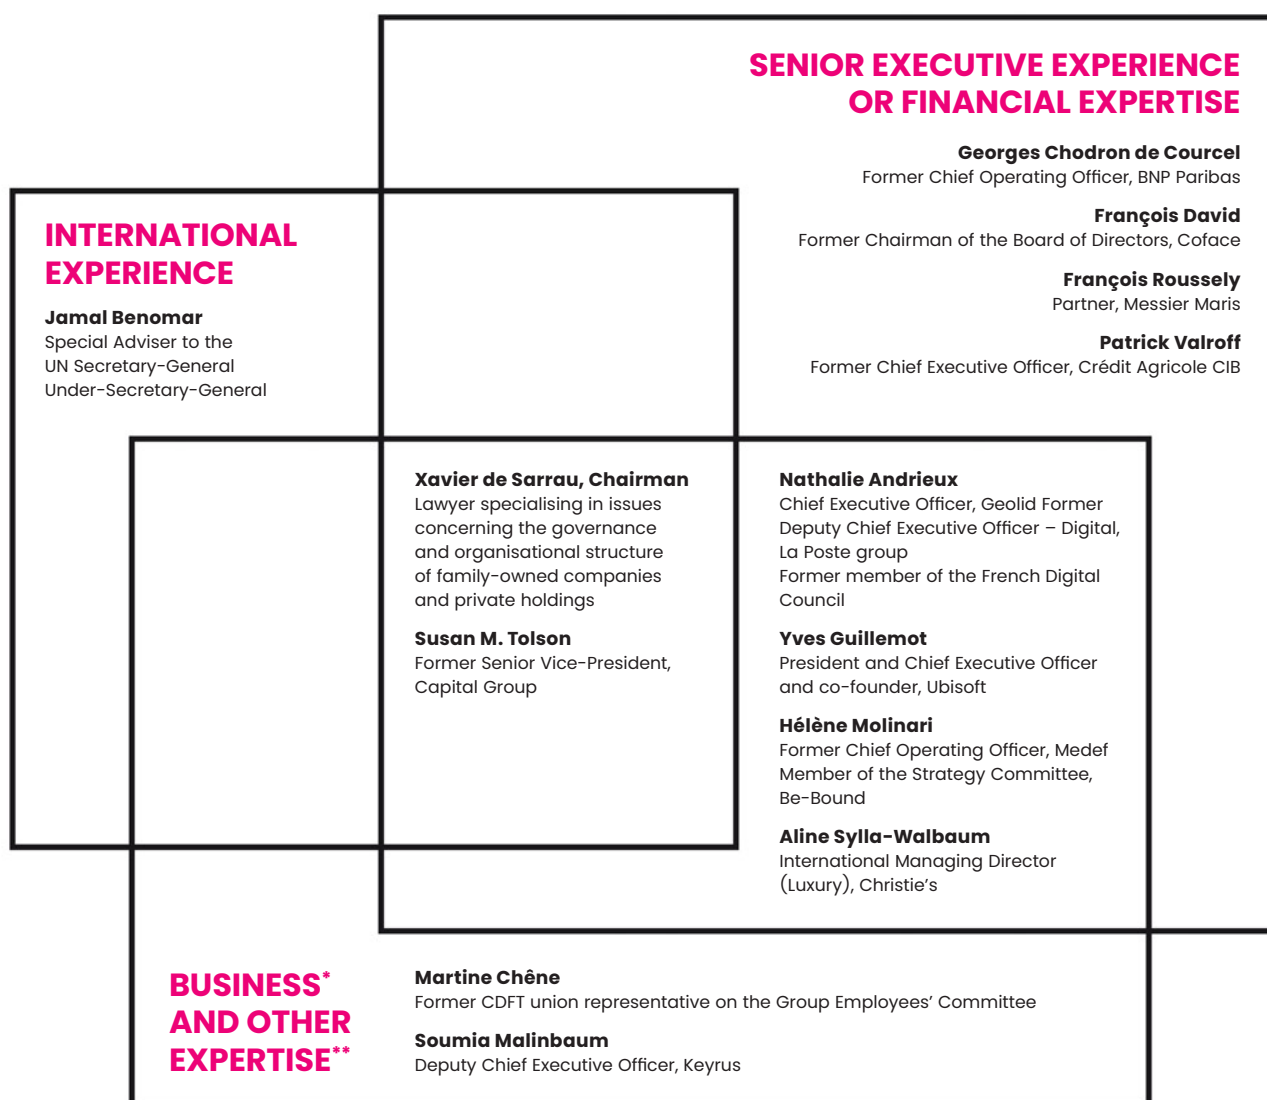 SENIOR EXECUTIVE EXPERIENCE
OR FINANCIAL EXPERTISE
Georges Chodron de Courcel
Former Chief Operating Officer, BNP Paribas
François David
Former Chairman of the Board of Directors, Coface
François Roussely
Partner, Messier Maris
Patrick Valroff
Former Chief Executive Officer, Crédit Agricole CIB
INTERNATIONAL
EXPERIENCE
Jamal Benomar
Special Adviser to the
UN Secretary-General
Under-Secretary-General
Xavier de Sarrau, Chairman
Lawyer specialising in issues
concerning the governance
and organisational structure
of family-owned companies
and private holdings
Susan M. Tolson
Former Senior Vice-President,
Capital Group
Nathalie Andrieux
Chief Executive Officer, Geolid Former
Deputy Chief Executive Officer – Digital,
La Poste group
Former member of the French Digital
Council
Yves Guillemot
President and Chief Executive Officer
and co-founder, Ubisoft
Hélène Molinari
Former Chief Operating Officer, Medef
Member of the Strategy Committee,
Be-Bound
Aline Sylla-Walbaum
International Managing Director
(Luxury), Christie's
BUSINESS*
AND OTHER
EXPERTISE**
Martine Chêne
Former CDFT union representative on the Group Employees' Committee
Soumia Malinbaum
Deputy Chief Executive Officer, Keyrus